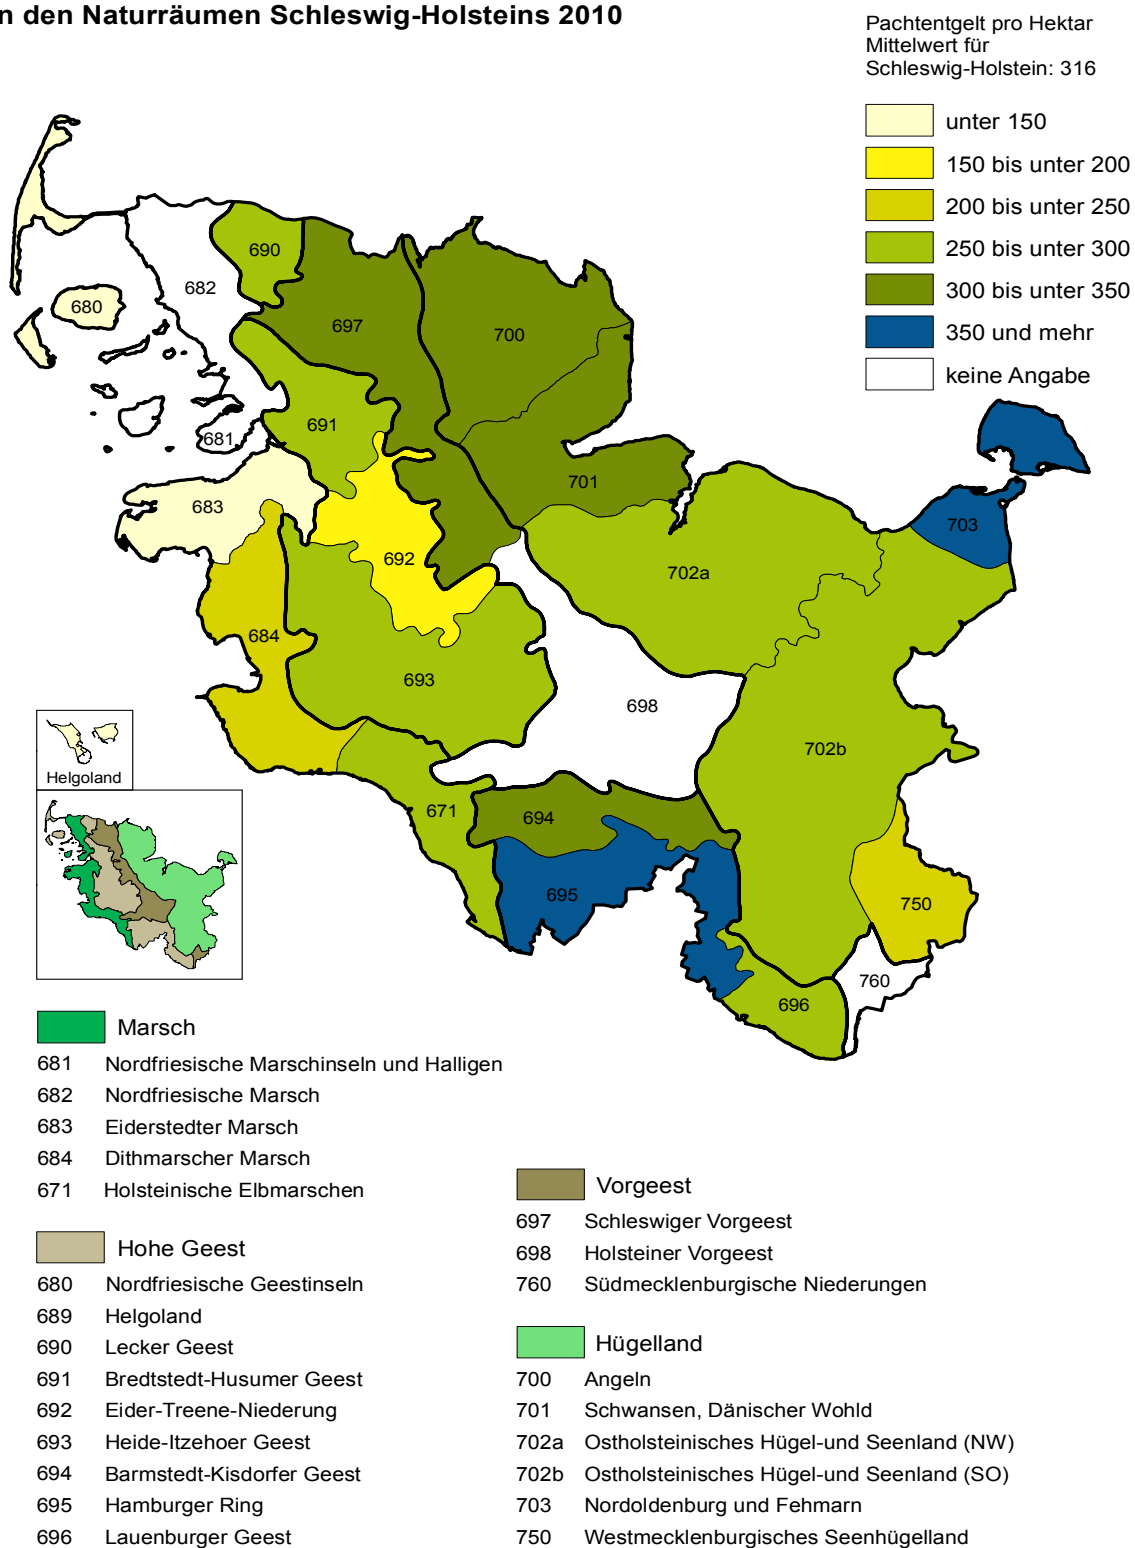 n den Naturräumen Schleswig-Holsteins 2010
Pachtentgelt pro Hektar
Mittelwert für
Schleswig-Holstein: 316
unter 150
150 bis unter 200
200 bis unter 250
250 bis unter 300
300 bis unter 350
350 und mehr
keine Angabe
690
682
680
697
700
691
681
701
683
703
692
702a
684
693
698
702b
Helgoland
671
694
695
750
760
696
Marsch
681 Nordfriesische Marschinseln und Halligen
682 Nordfriesische Marsch
683 Eiderstedter Marsch
684 Dithmarscher Marsch
671 Holsteinische Elbmarschen
Hohe Geest
680 Nordfriesische Geestinseln
689 Helgoland
690 Lecker Geest
691 Bredtstedt-Husumer Geest
692 Eider-Treene-Niederung
693 Heide-Itzehoer Geest
694 Barmstedt-Kisdorfer Geest
695 Hamburger Ring
696 Lauenburger Geest
Vorgeest
697 Schleswiger Vorgeest
698 Holsteiner Vorgeest
760 Südmecklenburgische Niederungen
Hügelland
700 Angeln
701 Schwansen, Dänischer Wohld
702a Ostholsteinisches Hügel-und Seenland (NW)
702b Ostholsteinisches Hügel-und Seenland (SO)
703 Nordoldenburg und Fehmarn
750 Westmecklenburgisches Seenhügelland